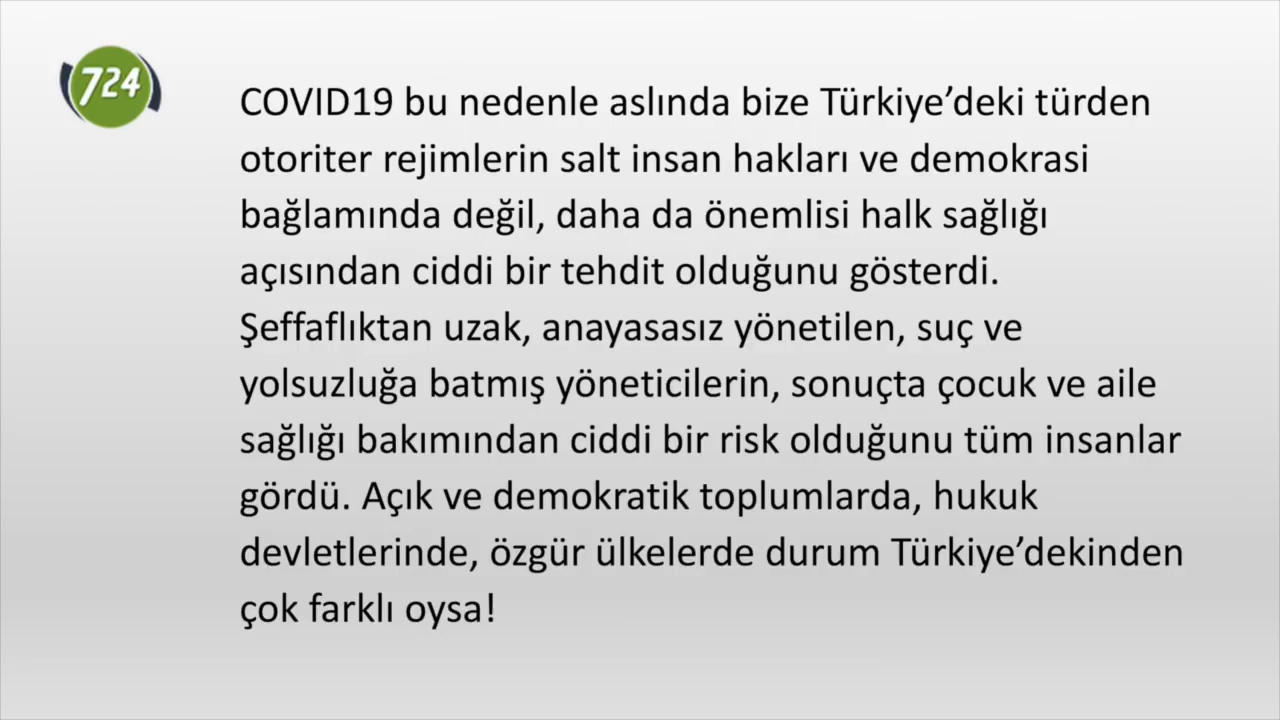 724
COVID19 bu nedenle aslında bize Türkiye’deki türden
otoriter rejimlerin salt insan hakları ve demokrasi
bağlamında değil, daha da önemlisi halk sağlığı
açısından ciddi bir tehdit olduğunu gösterdi.
Şeffaflıktan uzak, anayasasız yönetilen, suç ve
yolsuzluğa batmış yöneticilerin, sonuçta çocuk ve aile
sağlığı bakımından ciddi bir risk olduğunu tüm insanlar
gördü. Açık ve demokratik toplumlarda, hukuk
devletlerinde, özgür ülkelerde durum Türkiye’dekinden
çok farklı oysa!